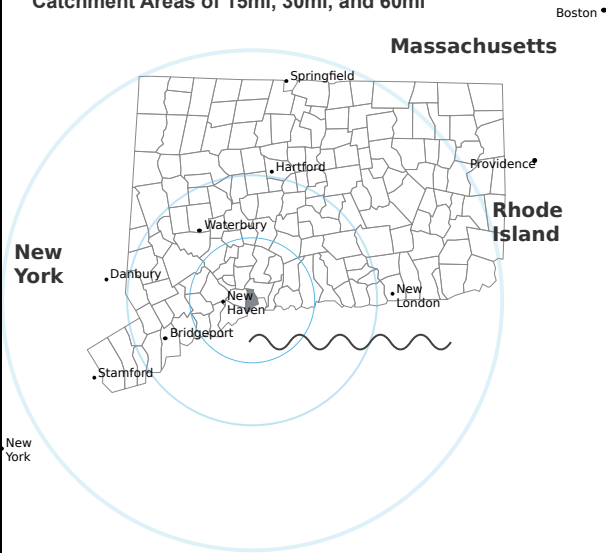 Catchment Areas of 15mi, 30mi, and 60mi
Boston
Massachusetts
Springfield
Providence
Hartford
Rhode
Island
Waterbury
New
York
Danbury
New
London
New
Haven
Bridgeport
Stamford
New
York